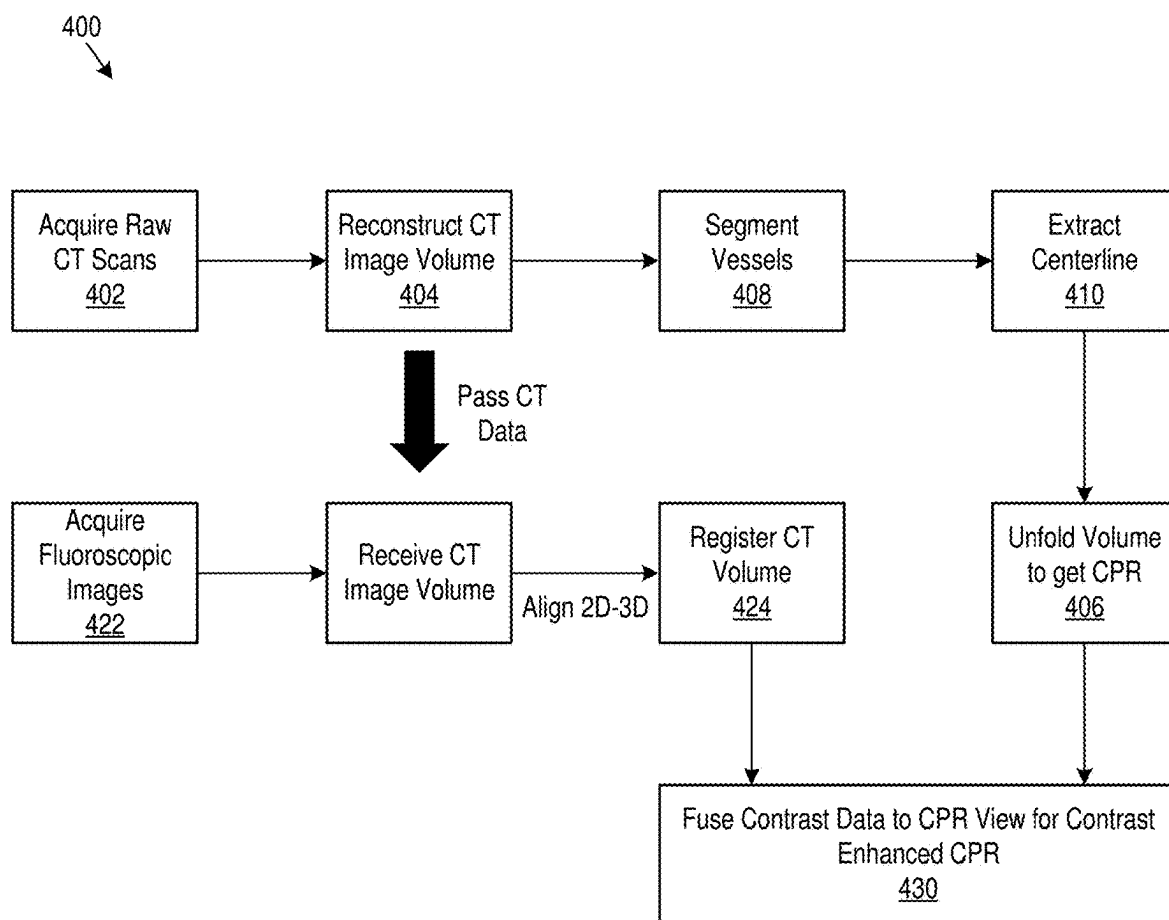 400
Acquire Raw
CT Scans
402
Reconstruct CT
Image Volume
404
Segment
Vessels
408
Extract
Centerline
410
Pass CT
Data
Acquire
Fluoroscopic
Images
422
Receive CT
Image Volume
Align 2D-3D
Register CT
Volume
424
Unfold Volume
to get CPR
406
Fuse Contrast Data to CPR View for Contrast
Enhanced CPR
430